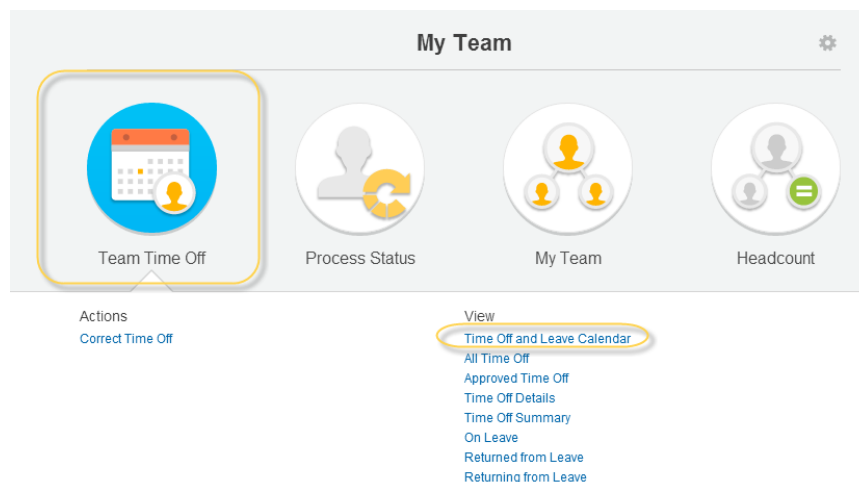 My Team
Team Time Off
Process Status
My Team
Headcount
Actions
Correct Time Off
View
Time Off and Leave Calendar
All Time Off
Approved Time Off
Time Off Details
Time Off Summary
On Leave
Returned from Leave
Returning from Leave